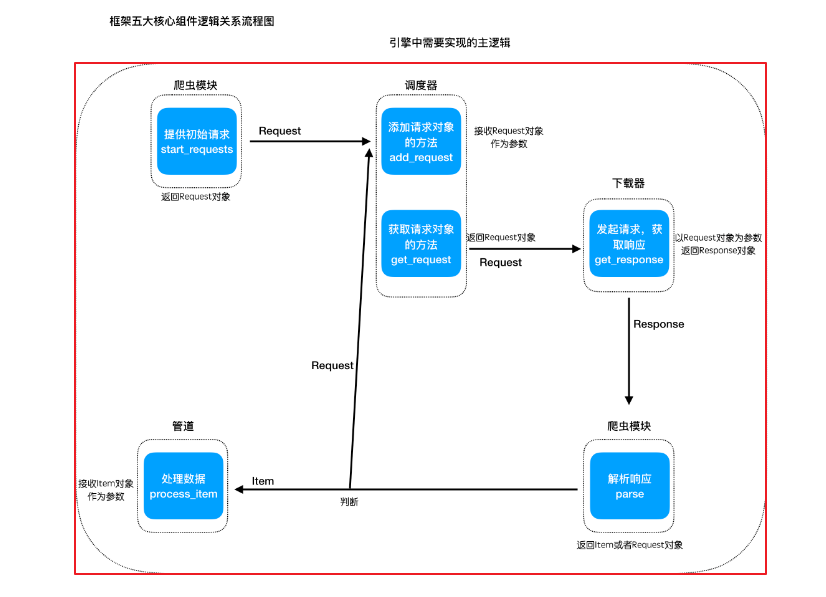 框架五大核心组件逻辑关系流程图
引擎中需要实现的主逻辑
爬虫模块
提供初始请求
start_requests
返回Request对象
Request
调度器
添加请求对象
的方法
add_request
接收Request对象
作为参数
获取请求对象
的方法
get_request
返回Request对象
Request
下载器
发起请求，获
取响应
get_response
以Request对象为参数
返回Response对象
Response
Request
爬虫模块
解析响应
parse
返回Item或者Request对象
判断
Item
管道
处理数据
process_item
接收Item对象
作为参数